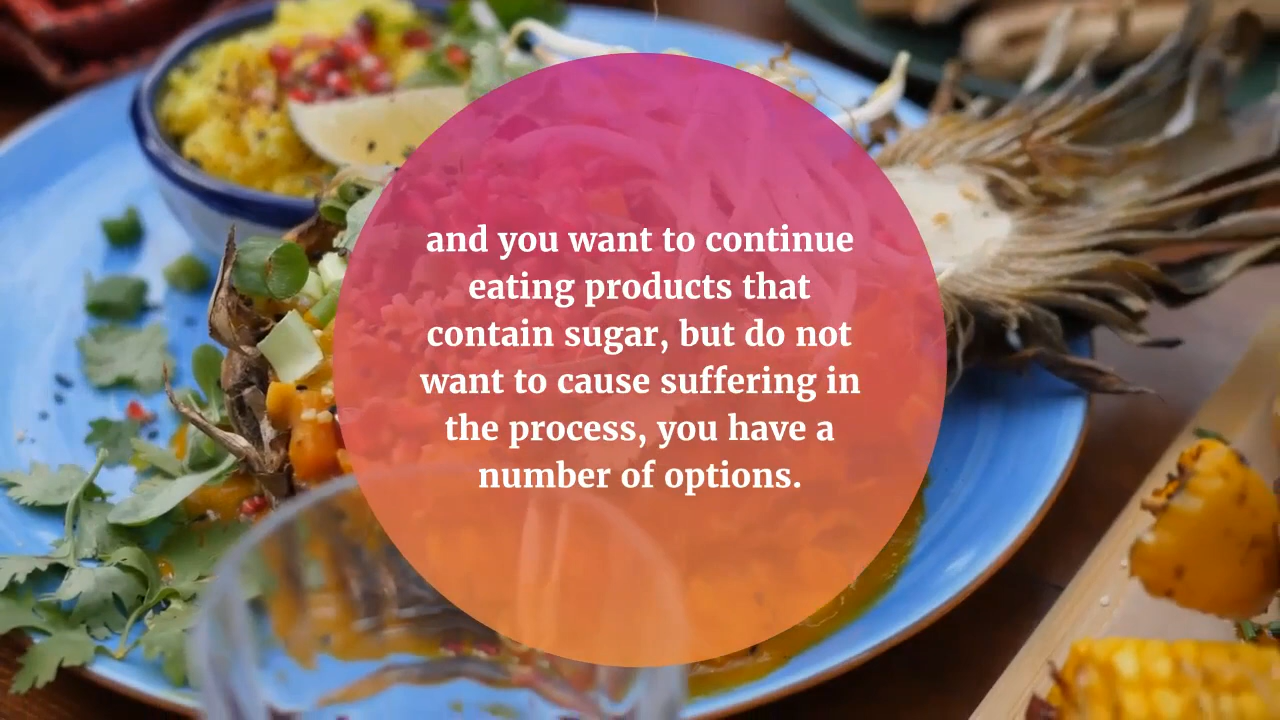 and you want to continue
eating products that
contain sugar, but do not
want to cause suffering in
the process, you have a
number of options.